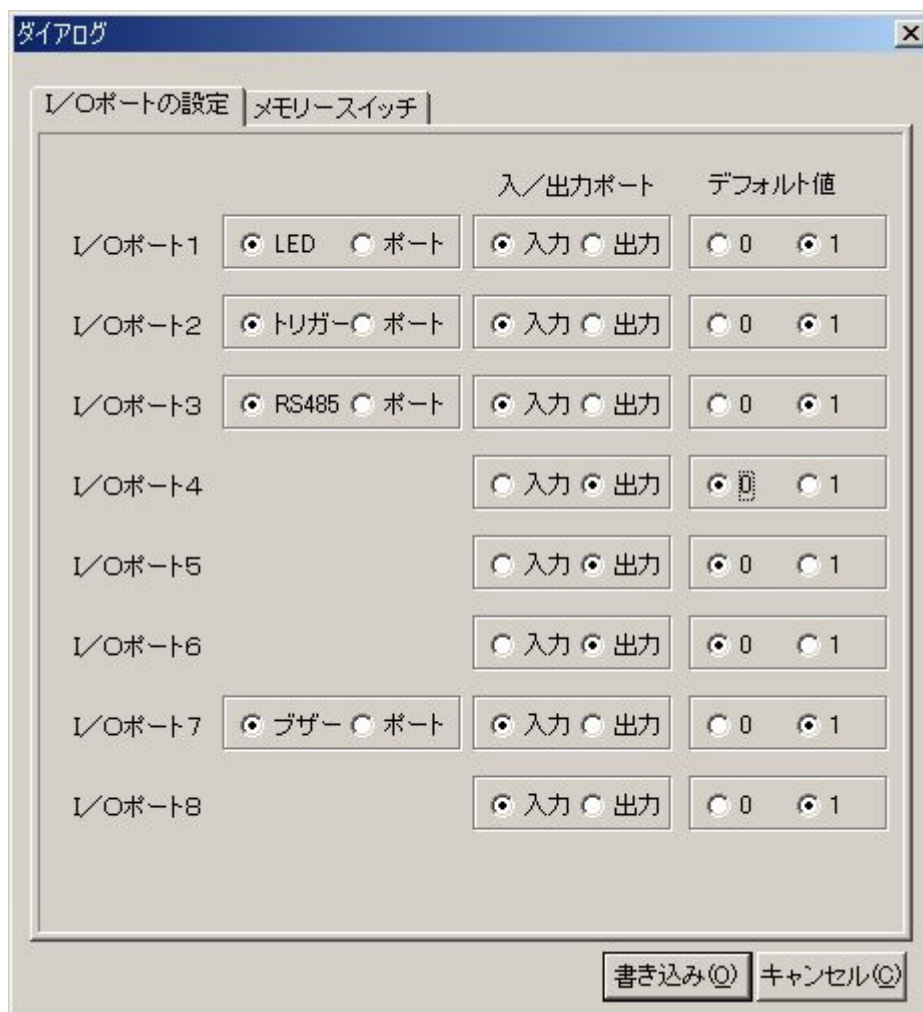 ダイアログ
I/Oポートの設定 メモリースイッチ
入/出力ポート デフォルト値
I/Oポート1 LED ポート 入力 出力 0 1
I/Oポート2 トリガー ポート 入力 出力 0 1
I/Oポート3 RS485 ポート 入力 出力 0 1
I/Oポート4 入力 出力 0 1
I/Oポート5 入力 出力 0 1
I/Oポート6 入力 出力 0 1
I/Oポート7 ブザー ポート 入力 出力 0 1
I/Oポート8 入力 出力 0 1
書き込み(O) キャンセル(C)